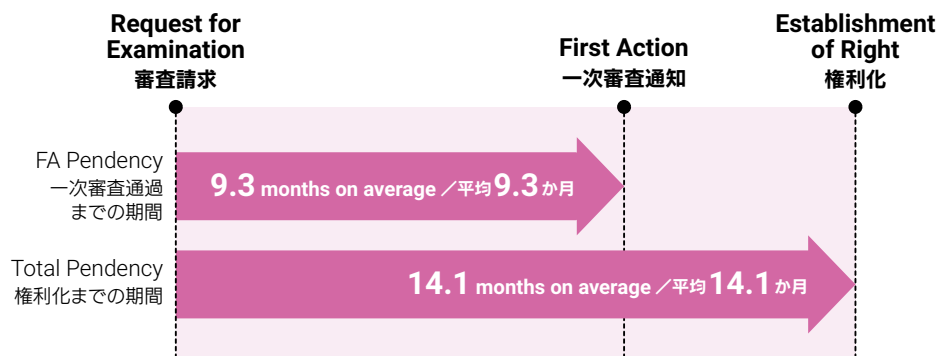 Request for
Examination
審査請求
First Action
一次審査通知
Establishment
of Right
権利化
FA Pendency
一次審査通過
までの期間
9.3 months on average ／平均9.3か月
Total Pendency
権利化までの期間
14.1 months on average ／平均14.1か月